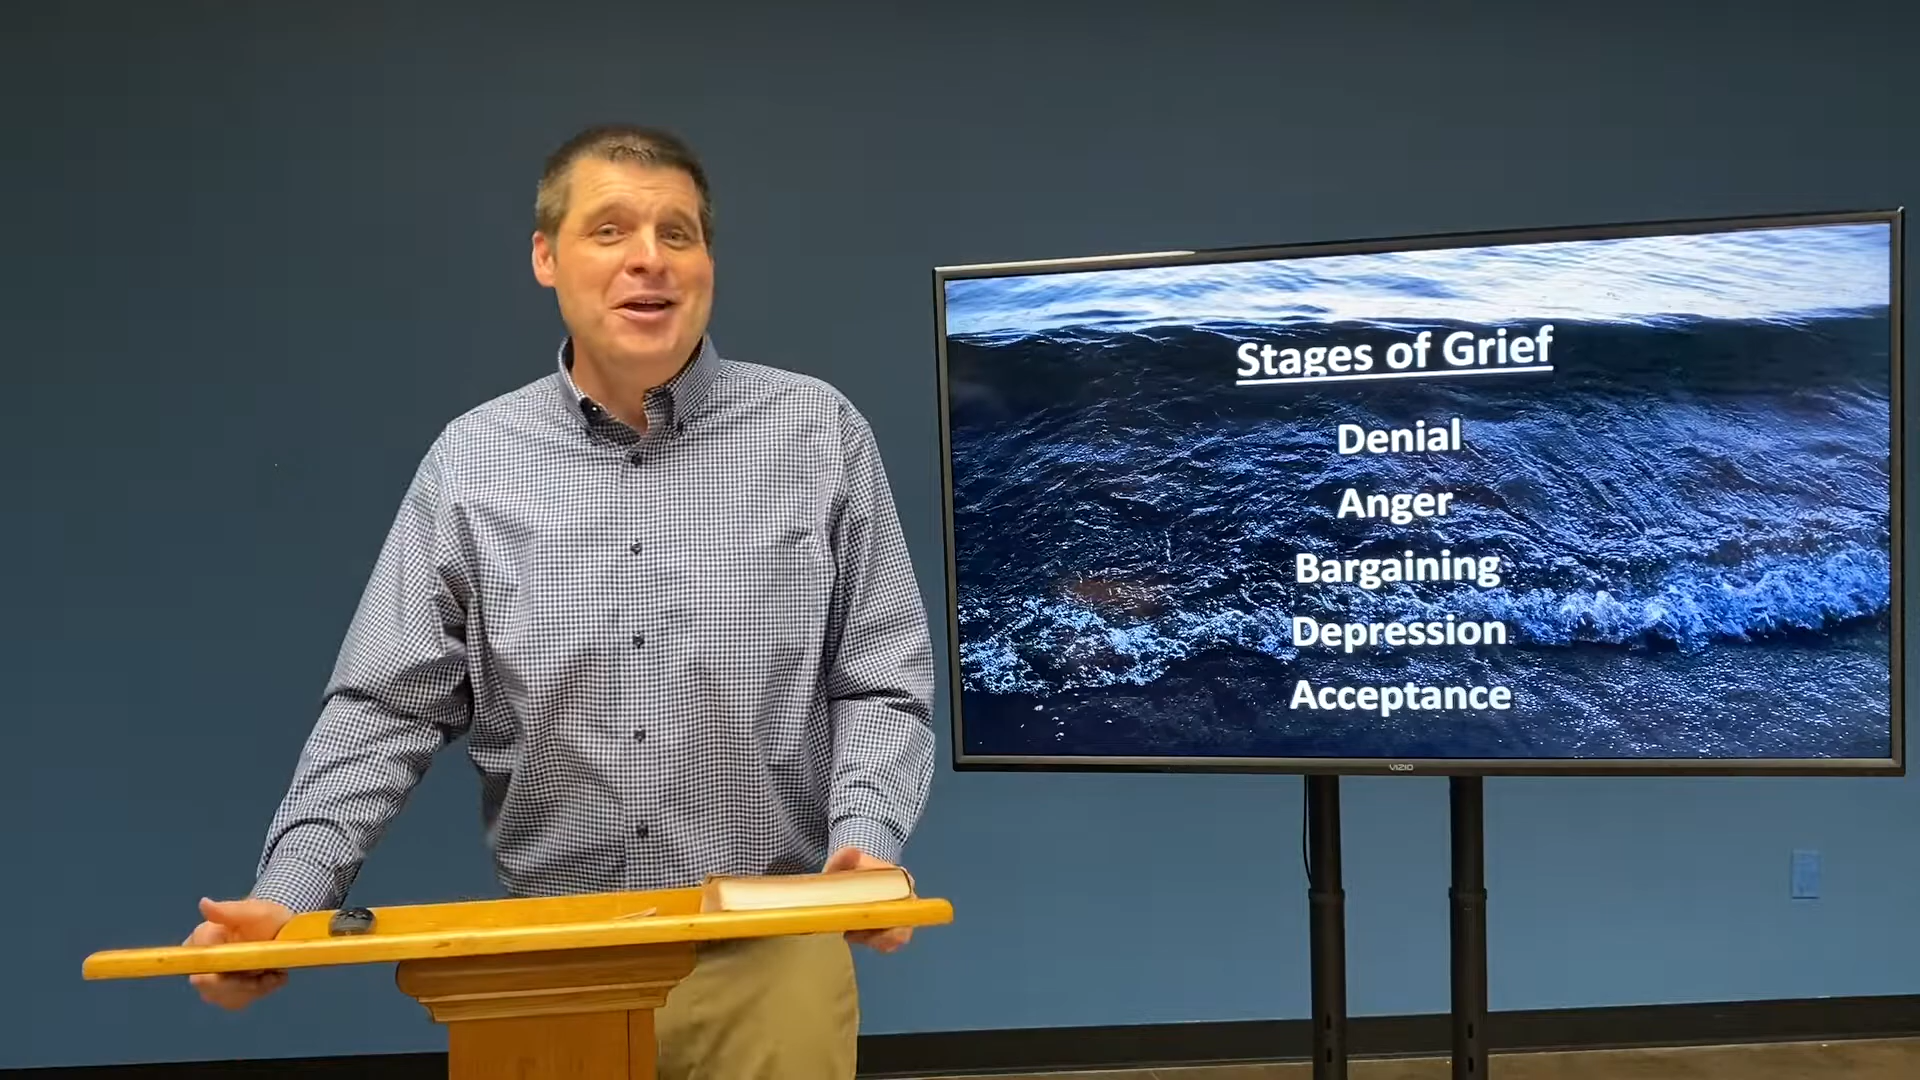 Stages of Grief
Denial
Anger
Bargaining
Depression
Acceptance
VIZIO